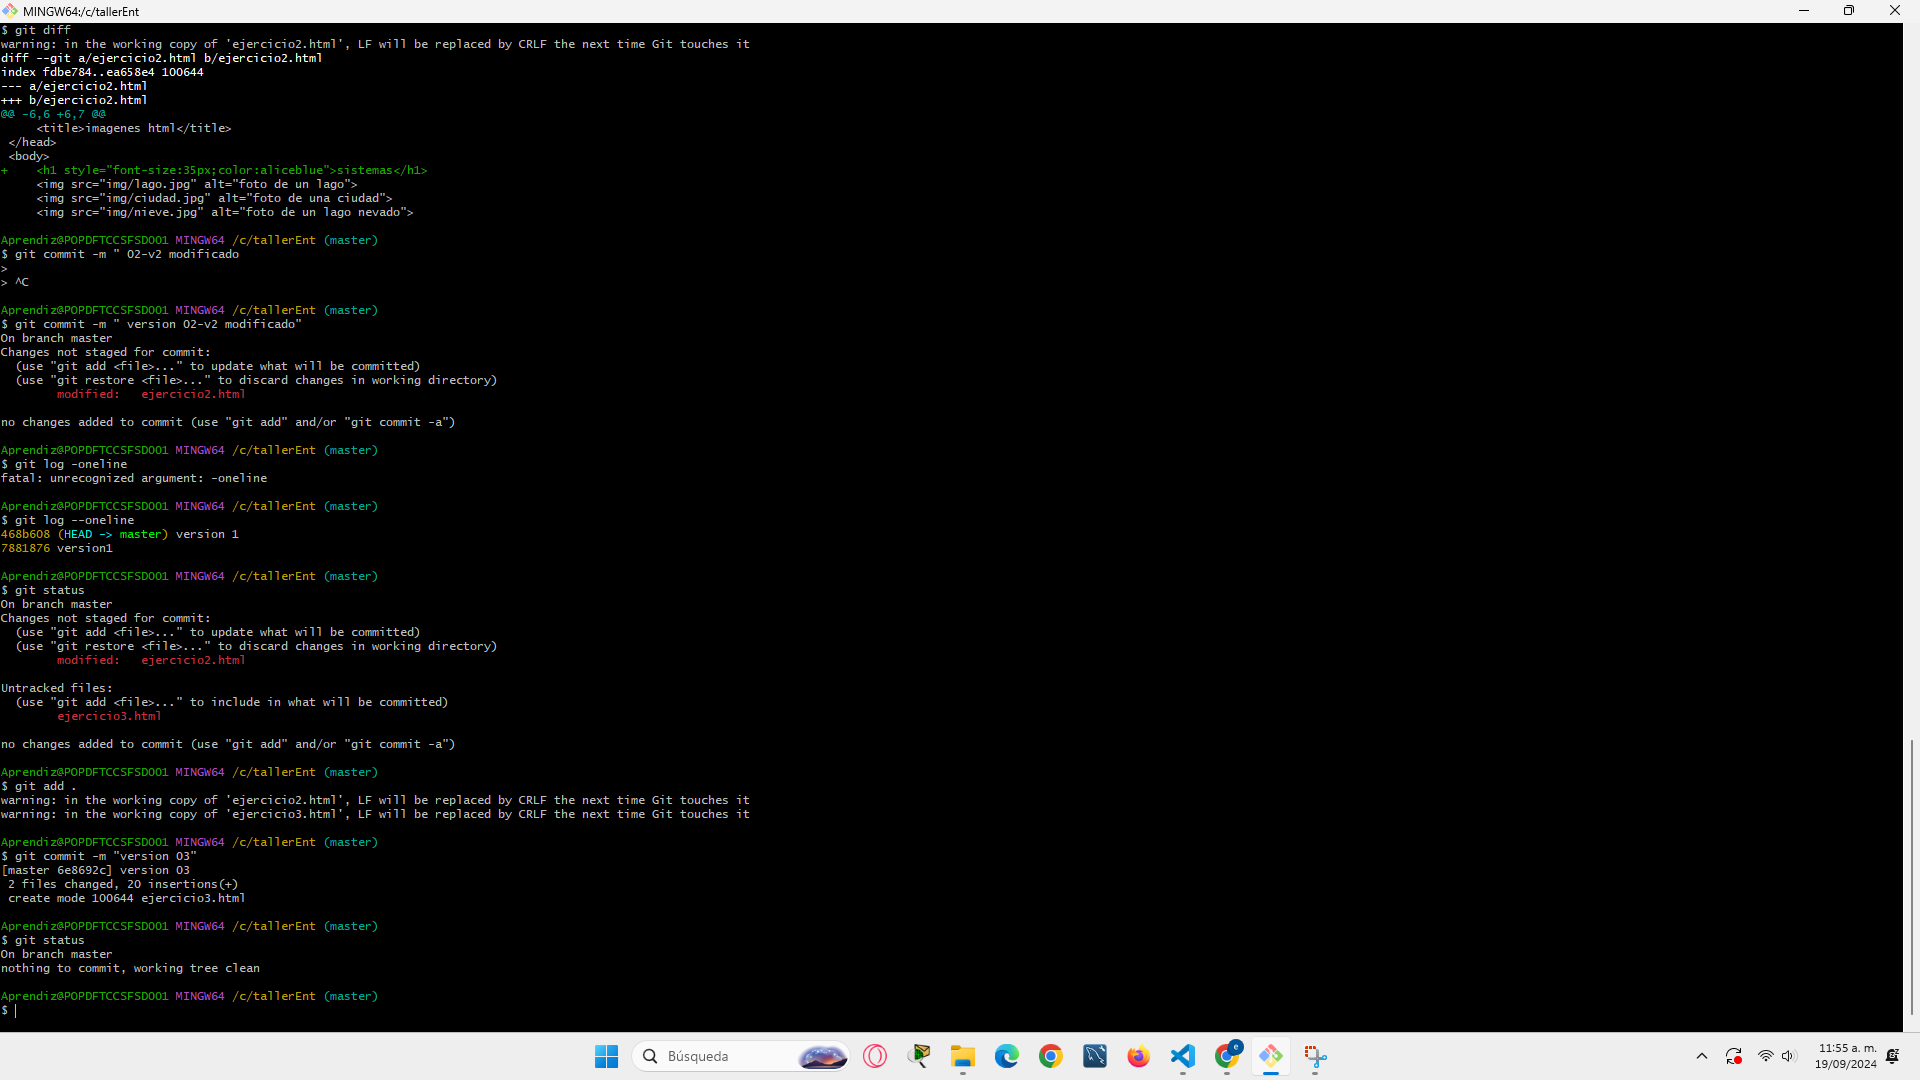 MINGW64:/c/tallerEnt
$ git diff
warning: in the working copy of 'ejercicio2.html', LF will be replaced by CRLF the next time Git touches it
diff --git a/ejercicio2.html b/ejercicio2.html
index fdbe784..ea658e4 100644
--- a/ejercicio2.html
+++ b/ejercicio2.html
@@ -6,6 +6,7 @@
     <title>imagenes html</title>
 </head>
 <body>
+    <h1 style="font-size:35px;color:aliceblue">sistemas</h1>
     <img src="img/lago.jpg" alt="foto de un lago">
     <img src="img/ciudad.jpg" alt="foto de una ciudad">
     <img src="img/nieve.jpg" alt="foto de un lago nevado">
Aprendiz@POPDFTCCSFSD001 MINGW64 /c/tallerEnt (master)
$ git commit -m " 02-v2 modificado
>
> ^C
Aprendiz@POPDFTCCSFSD001 MINGW64 /c/tallerEnt (master)
$ git commit -m " version 02-v2 modificado"
On branch master
Changes not staged for commit:
  (use "git add <file>..." to update what will be committed)
  (use "git restore <file>..." to discard changes in working directory)
        modified:   ejercicio2.html
no changes added to commit (use "git add" and/or "git commit -a")
Aprendiz@POPDFTCCSFSD001 MINGW64 /c/tallerEnt (master)
$ git log -oneline
fatal: unrecognized argument: -oneline
Aprendiz@POPDFTCCSFSD001 MINGW64 /c/tallerEnt (master)
$ git log --oneline
468b608 (HEAD -> master) version 1
7881876 version1
Aprendiz@POPDFTCCSFSD001 MINGW64 /c/tallerEnt (master)
$ git status
On branch master
Changes not staged for commit:
  (use "git add <file>..." to update what will be committed)
  (use "git restore <file>..." to discard changes in working directory)
        modified:   ejercicio2.html
Untracked files:
  (use "git add <file>..." to include in what will be committed)
        ejercicio3.html
no changes added to commit (use "git add" and/or "git commit -a")
Aprendiz@POPDFTCCSFSD001 MINGW64 /c/tallerEnt (master)
$ git add .
warning: in the working copy of 'ejercicio2.html', LF will be replaced by CRLF the next time Git touches it
warning: in the working copy of 'ejercicio3.html', LF will be replaced by CRLF the next time Git touches it
Aprendiz@POPDFTCCSFSD001 MINGW64 /c/tallerEnt (master)
$ git commit -m "version 03"
[master 6e8692c] version 03
 2 files changed, 20 insertions(+)
 create mode 100644 ejercicio3.html
Aprendiz@POPDFTCCSFSD001 MINGW64 /c/tallerEnt (master)
$ git status
On branch master
nothing to commit, working tree clean
Aprendiz@POPDFTCCSFSD001 MINGW64 /c/tallerEnt (master)
$
Búsqueda
e
11:55 a. m.
19/09/2024